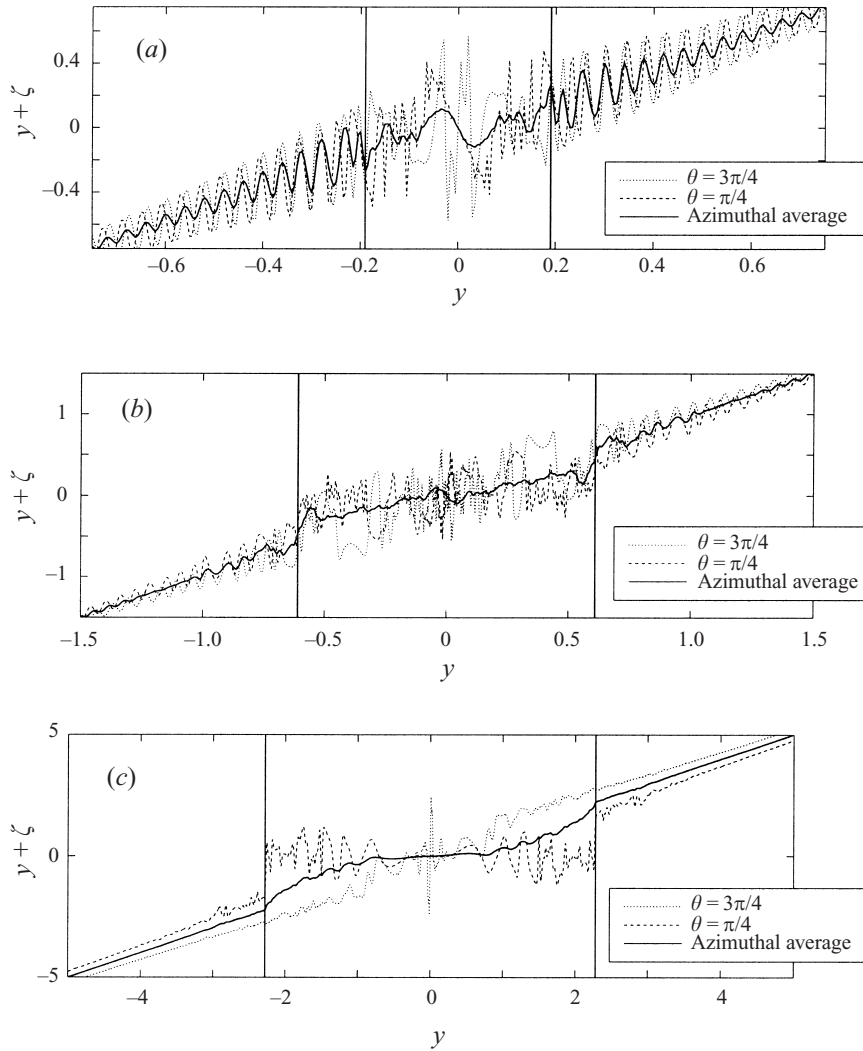 (a)
y + ζ
0.4
0
–0.4
–0.6
–0.4
–0.2
0
0.2
0.4
0.6
y
θ = 3π/4
θ = π/4
Azimuthal average
(b)
y + ζ
1
0
–1
–1.5
–1.0
–0.5
0
0.5
1.0
1.5
y
θ = 3π/4
θ = π/4
Azimuthal average
(c)
y + ζ
5
0
–5
–4
–2
0
2
4
y
θ = 3π/4
θ = π/4
Azimuthal average